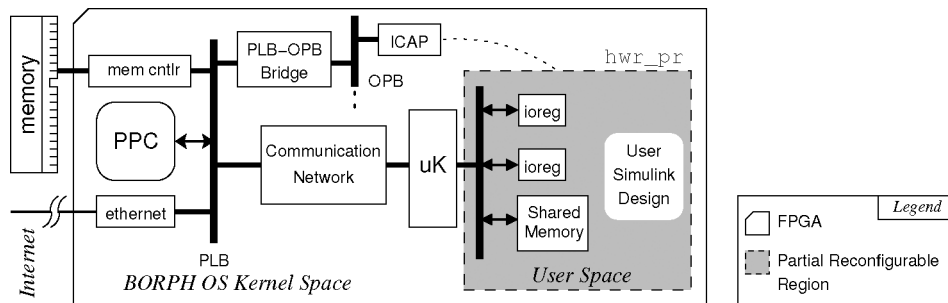 memory
mem cntlr
PPC
ethernet
Internet
PLB
PLB-OPB
Bridge
OPB
ICAP
Communication
Network
uK
BORPH OS Kernel Space
hwr_pr
ioreg
ioreg
Shared
Memory
User
Simulink
Design
User Space
Legend
FPGA
Partial Reconfigurable
Region